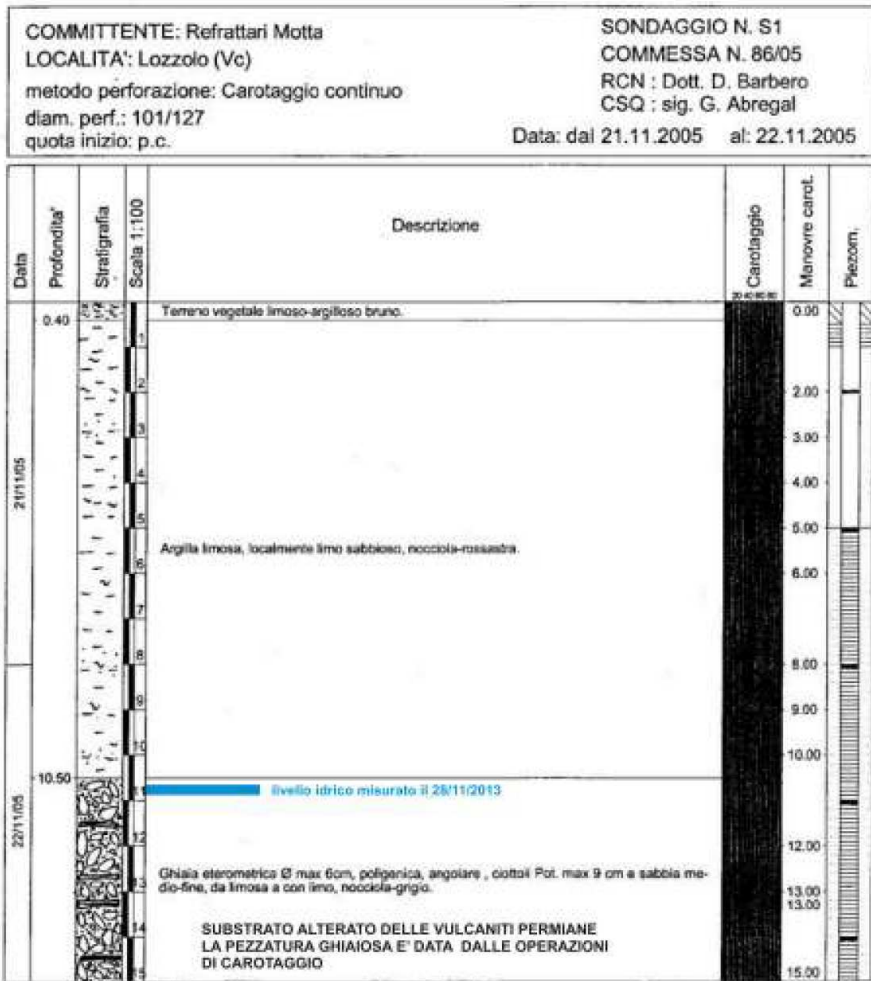 COMMITTENTE: Refrattari Motta
LOCALITA': Lozzolo (Vc)
metodo perforazione: Carotaggio continuo
diam. perf.: 101/127
quota inizio: p.c.
SONDAGGIO N. S1
COMMESSA N. 86/05
RCN : Dott. D. Barbero
CSQ : sig. G. Abregal
Data: dal 21.11.2005 al: 22.11.2005
Data
Profondita'
Stratigrafia
Scala 1:100
Descrizione
Carotaggio
20 40 60 80
Manovre carot.
Piezom.
Terreno vegetale limoso-argilloso bruno.
0.00
0.40
1
2
2.00
3
3.00
4
4.00
21/11/05
5
5.00
Argilla limosa, localmente limo sabbioso, nocciola-rossastra.
6
6.00
7
8
8.00
9
9.00
10
10.00
10.50
11
livello idrico misurato il 28/11/2013
22/11/05
12
12.00
Ghiaia eterometrica Ø max 6cm, poligenica, angolare , ciottoli Pot. max 9 cm e sabbia me-
dio-fine, da limosa a con limo, nocciola-grigio.
13
13.00
13.00
14
SUBSTRATO ALTERATO DELLE VULCANITI PERMIANE
LA PEZZATURA GHIAIOSA E' DATA DALLE OPERAZIONI
DI CAROTAGGIO
15
15.00